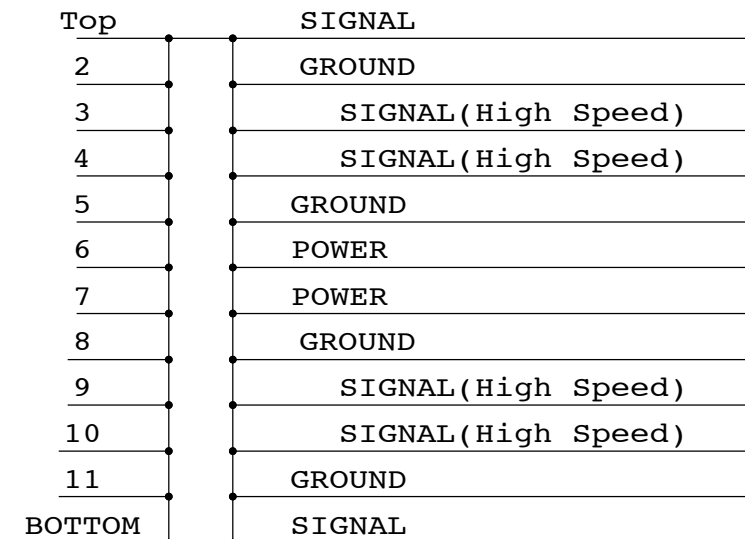 Top SIGNAL
2 GROUND
3 SIGNAL(High Speed)
4 SIGNAL(High Speed)
5 GROUND
6 POWER
7 POWER
8 GROUND
9 SIGNAL(High Speed)
10 SIGNAL(High Speed)
11 GROUND
BOTTOM SIGNAL